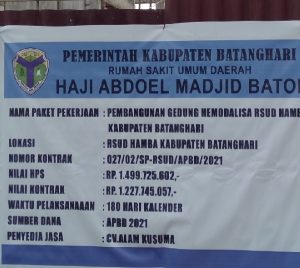 PEMERINTAH KABUPATEN BATANGHARI
RUMAH SAKIT UMUM DAERAH
HAJI ABDOEL MADJID BATO
NAMA PAKET PEKERJAAN : PEMBANGUNAN GEDUNG HEMODALISA RSUD HAMB
KABUPATEN BATANGHARI
LOKASI : RSUD HAMBA KABUPATEN BATANGHARI
NOMOR KONTRAK : 027/02/SP-RSUD/APBD/2021
NILAI HPS : RP. 1.499.725.602,-
NILAI KONTRAK : RP. 1.227.745.057,-
WAKTU PELAKSANAAAN : 180 HARI KALENDER
SUMBER DANA : APBD 2021
PENYEDIA JASA : CV.ALAM KUSUMA